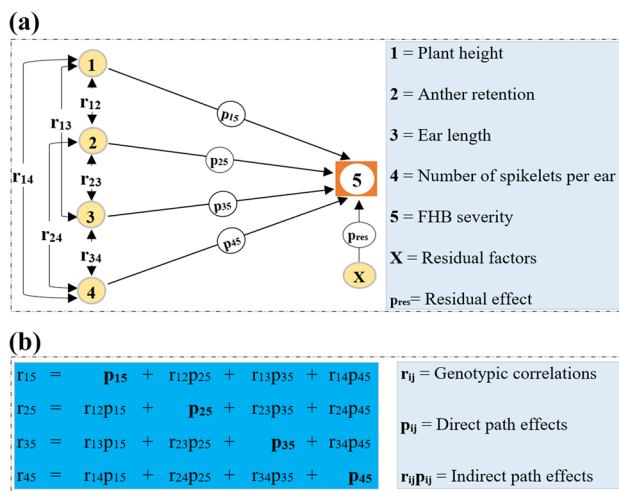 (a)
1
r12
r13
2
r14
r23
3
r24
r34
4
p15
p25
p35
p45
5
pres
X
1 = Plant height
2 = Anther retention
3 = Ear length
4 = Number of spikelets per ear
5 = FHB severity
X = Residual factors
pres= Residual effect
(b)
r15 = p15 + r12p25 + r13p35 + r14p45
r25 = r12p15 + p25 + r23p35 + r24p45
r35 = r13p15 + r23p25 + p35 + r34p45
r45 = r14p15 + r24p25 + r34p35 + p45
rij = Genotypic correlations
pij = Direct path effects
rijpij = Indirect path effects